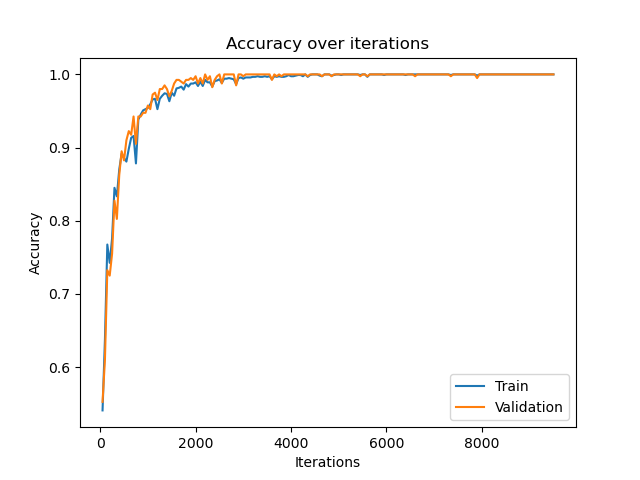 Accuracy over iterations
1.0
0.9
0.8
0.7
0.6
Accuracy
0 2000 4000 6000 8000
Iterations
Train
Validation